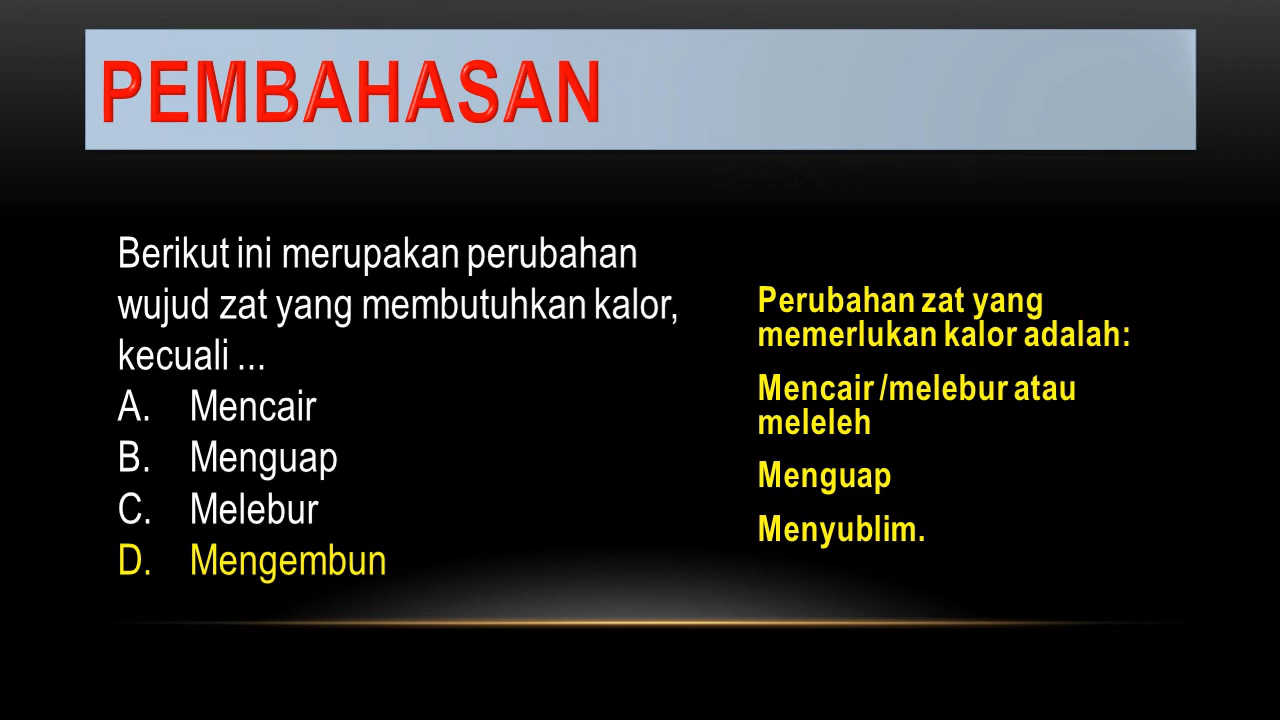 PEMBAHASAN
Berikut ini merupakan perubahan
wujud zat yang membutuhkan kalor,
kecuali ...
A. Mencair
B. Menguap
C. Melebur
D. Mengembun
Perubahan zat yang
memerlukan kalor adalah:
Mencair /melebur atau
meleleh
Menguap
Menyublim.